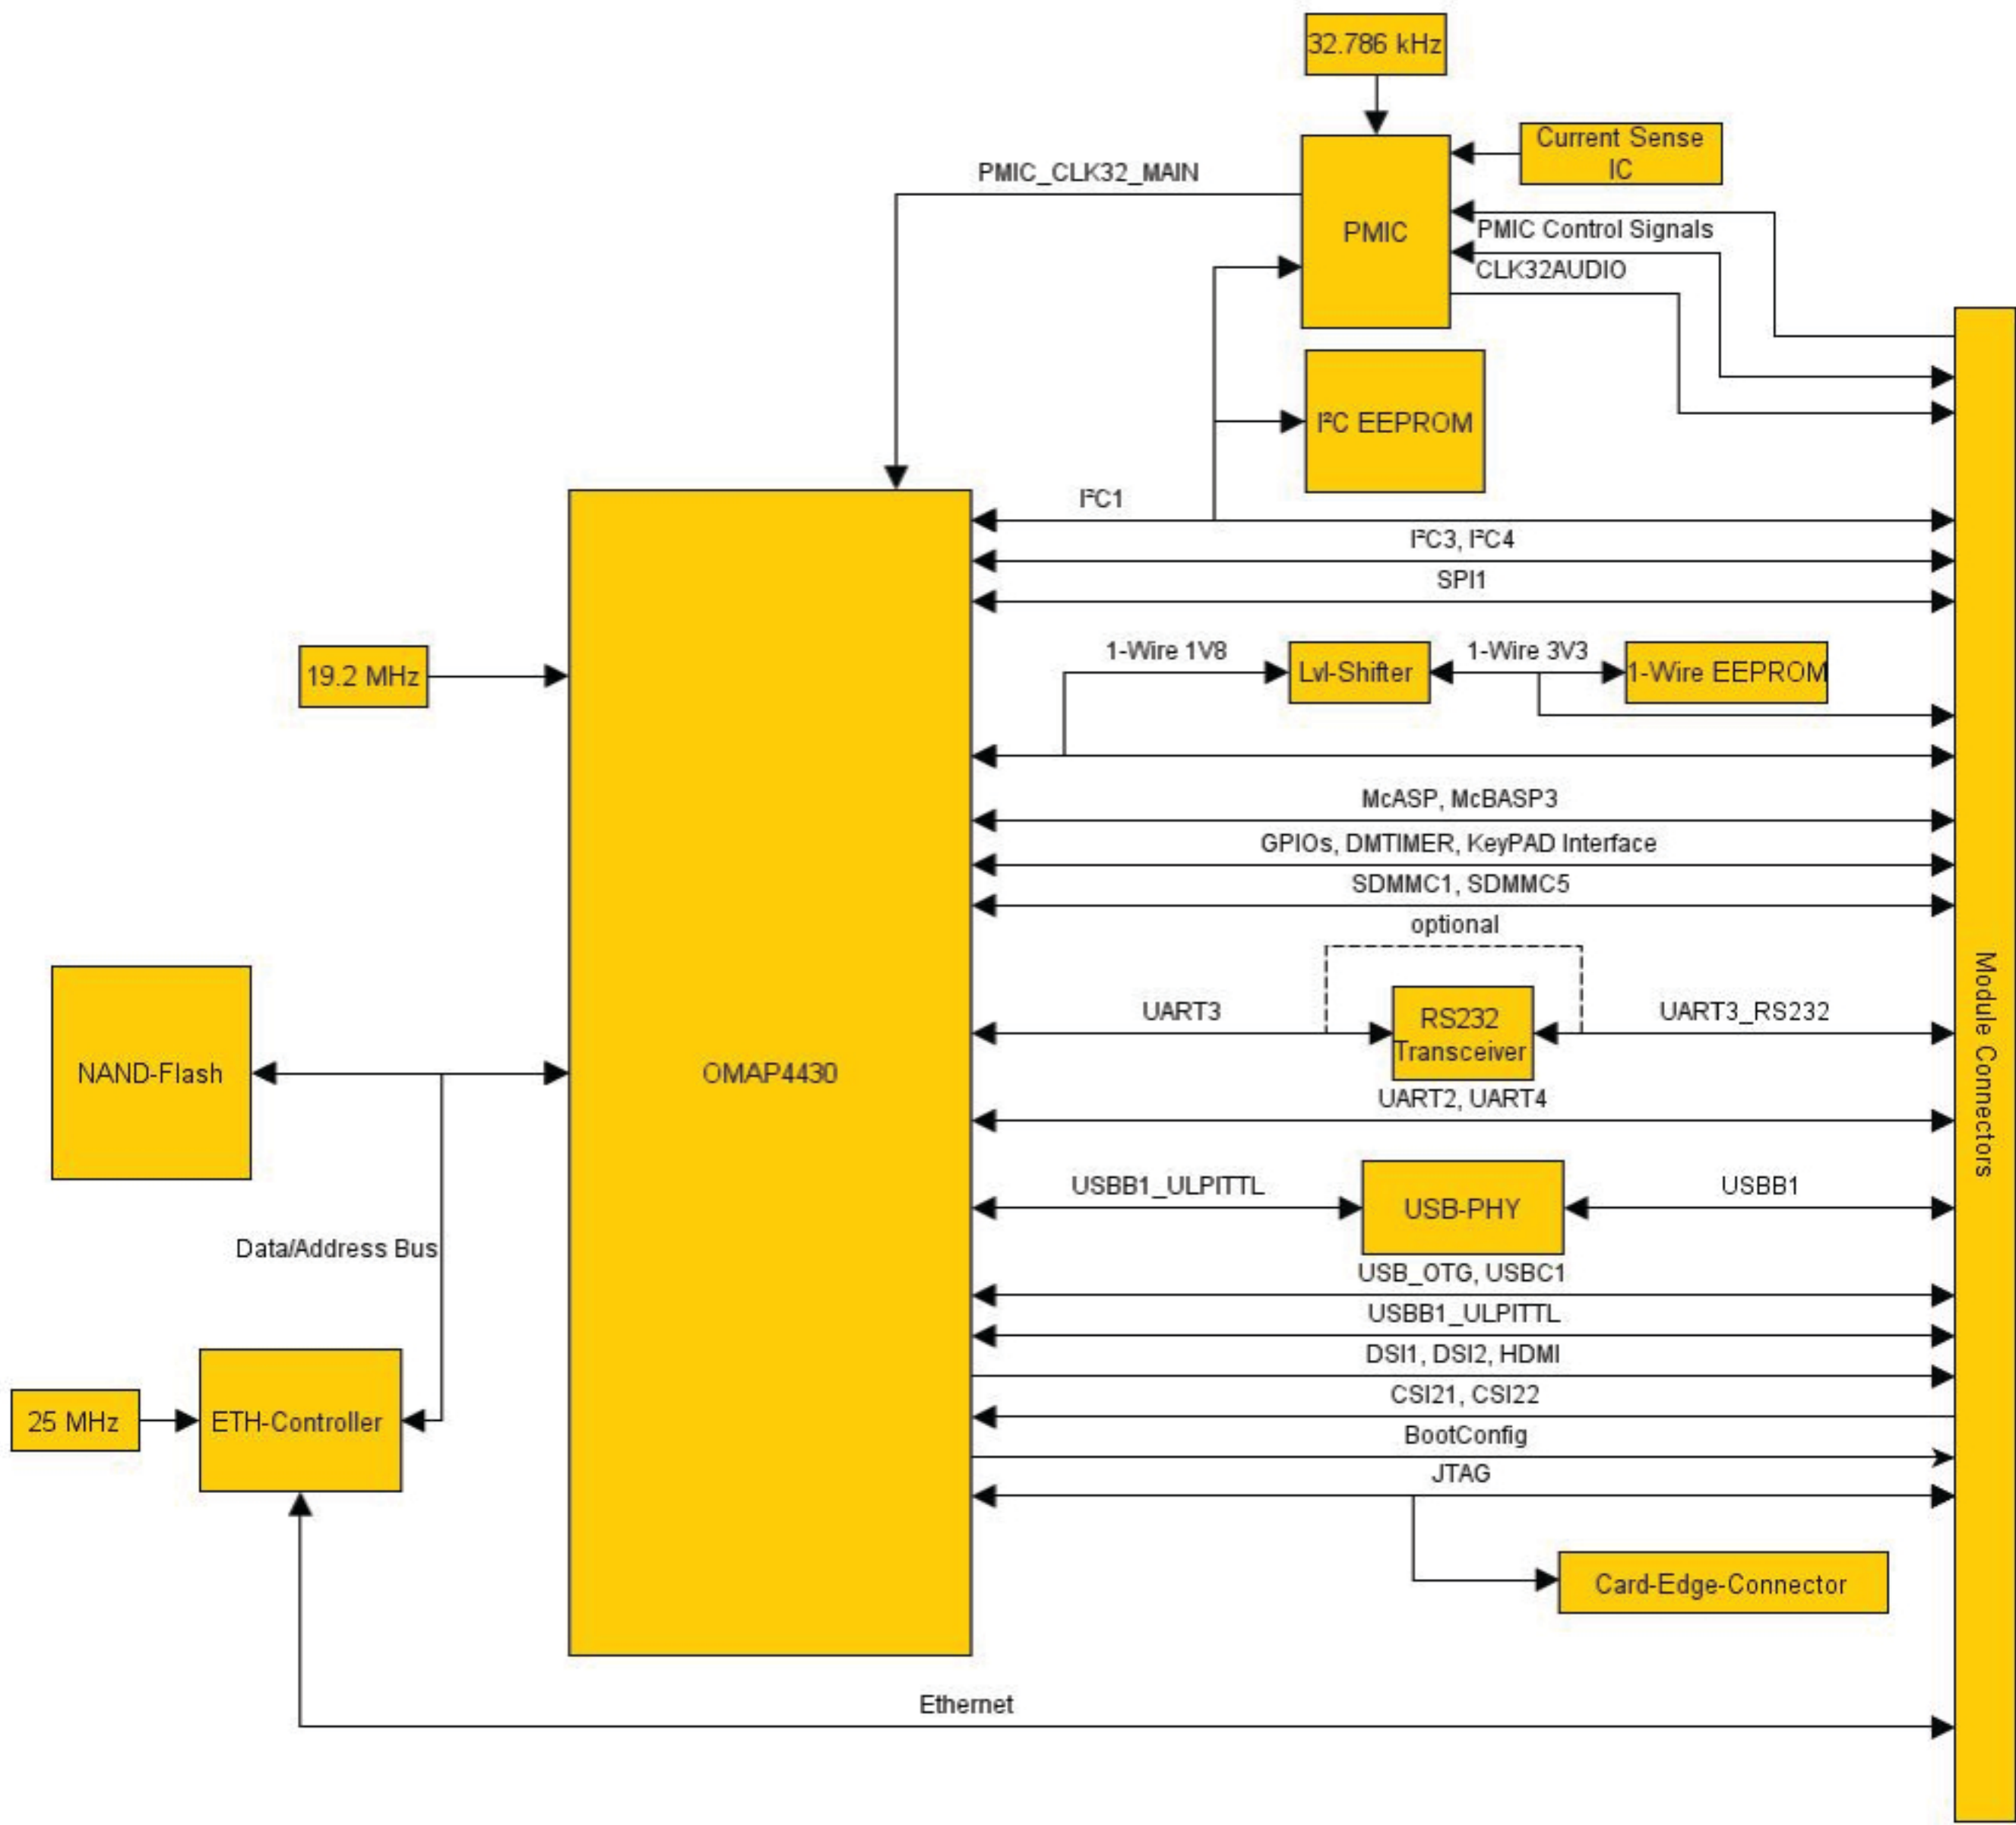 32.786 kHz
Current Sense
IC
PMIC_CLK32_MAIN
PMIC
PMIC Control Signals
CLK32AUDIO
I²C EEPROM
I²C1
I²C3, I²C4
SPI1
19.2 MHz
1-Wire 1V8
Lvl-Shifter
1-Wire 3V3
1-Wire EEPROM
McASP, McBASP3
GPIOs, DMTIMER, KeyPAD Interface
SDMMC1, SDMMC5
optional
NAND-Flash
OMAP4430
UART3
RS232
Transceiver
UART3_RS232
Module Connectors
UART2, UART4
USBB1_ULPITTL
USB-PHY
USBB1
Data/Address Bus
USB_OTG, USBC1
USBB1_ULPITTL
DSI1, DSI2, HDMI
CSI21, CSI22
25 MHz
ETH-Controller
BootConfig
JTAG
Card-Edge-Connector
Ethernet